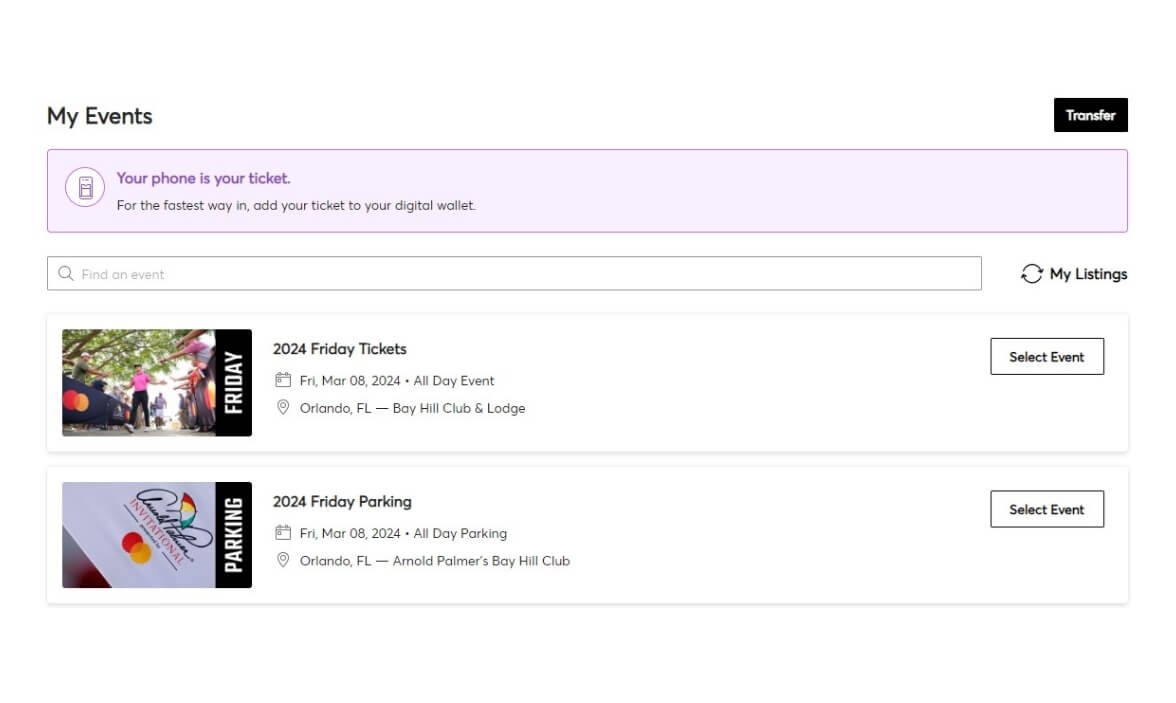 My Events
Transfer
Your phone is your ticket.
For the fastest way in, add your ticket to your digital wallet.
Find an event
My Listings
FRIDAY
2024 Friday Tickets
Fri, Mar 08, 2024 • All Day Event
Orlando, FL — Bay Hill Club & Lodge
Select Event
Arnold Palmer
INVITATIONAL
PARKING
2024 Friday Parking
Fri, Mar 08, 2024 • All Day Parking
Orlando, FL — Arnold Palmer's Bay Hill Club
Select Event